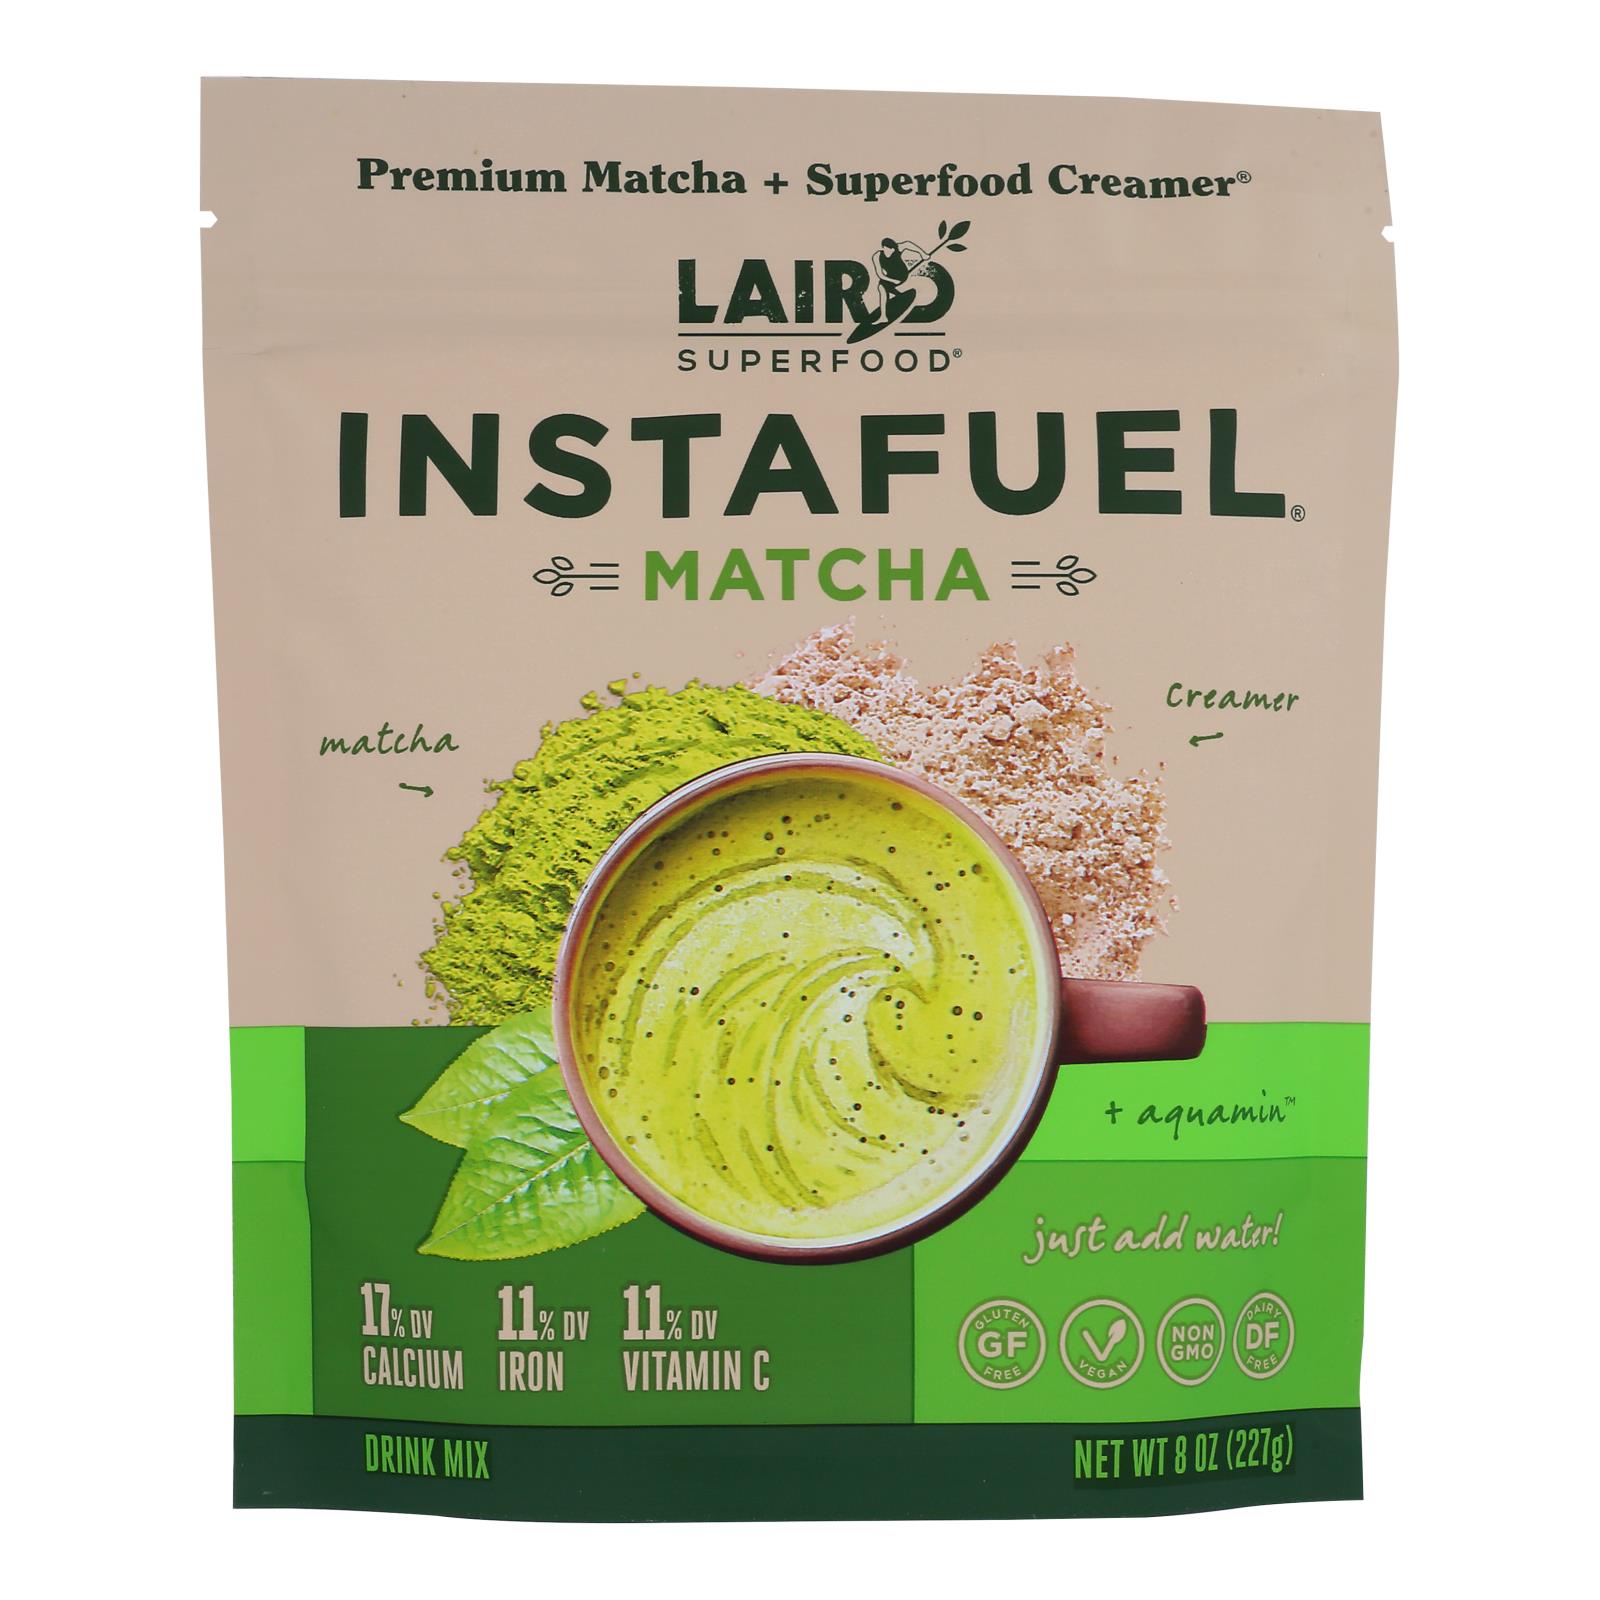 Premium Matcha + Superfood Creamer®
LAIRD
SUPERFOOD®
INSTAFUEL®
MATCHA
Creamer
matcha
+ aquamin™
just add water!
17% DV
CALCIUM
11% DV
IRON
11% DV
VITAMIN C
GLUTEN
GF
FREE
V
VEGAN
NON
GMO
DAIRY
DF
FREE
DRINK MIX
NET WT 8 OZ (227g)